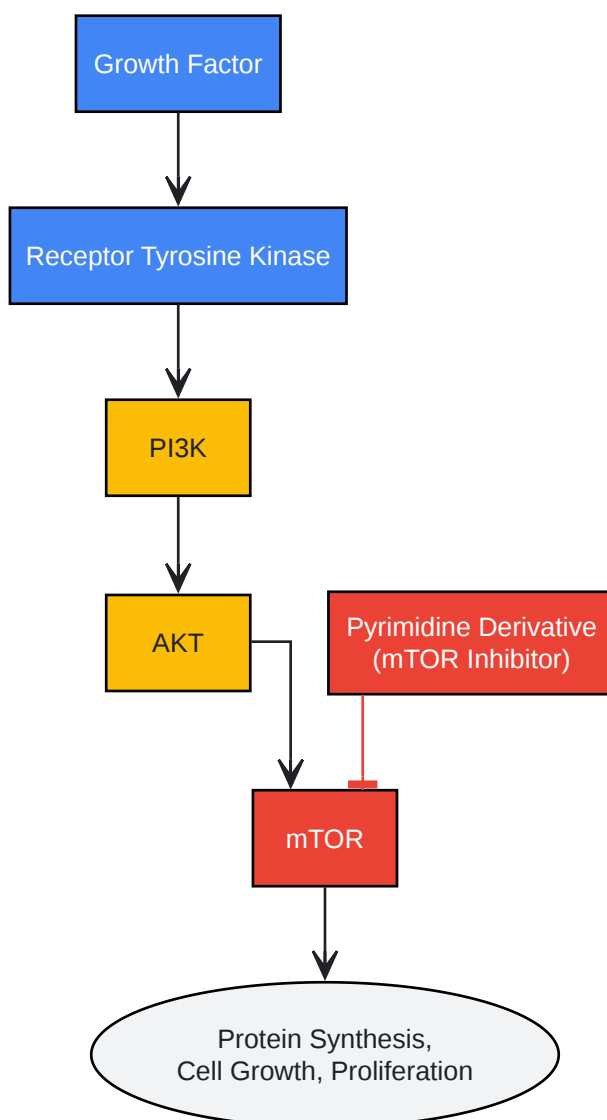 Growth Factor
Receptor Tyrosine Kinase
PI3K
AKT
Pyrimidine Derivative
(mTOR Inhibitor)
mTOR
Protein Synthesis,
Cell Growth, Proliferation